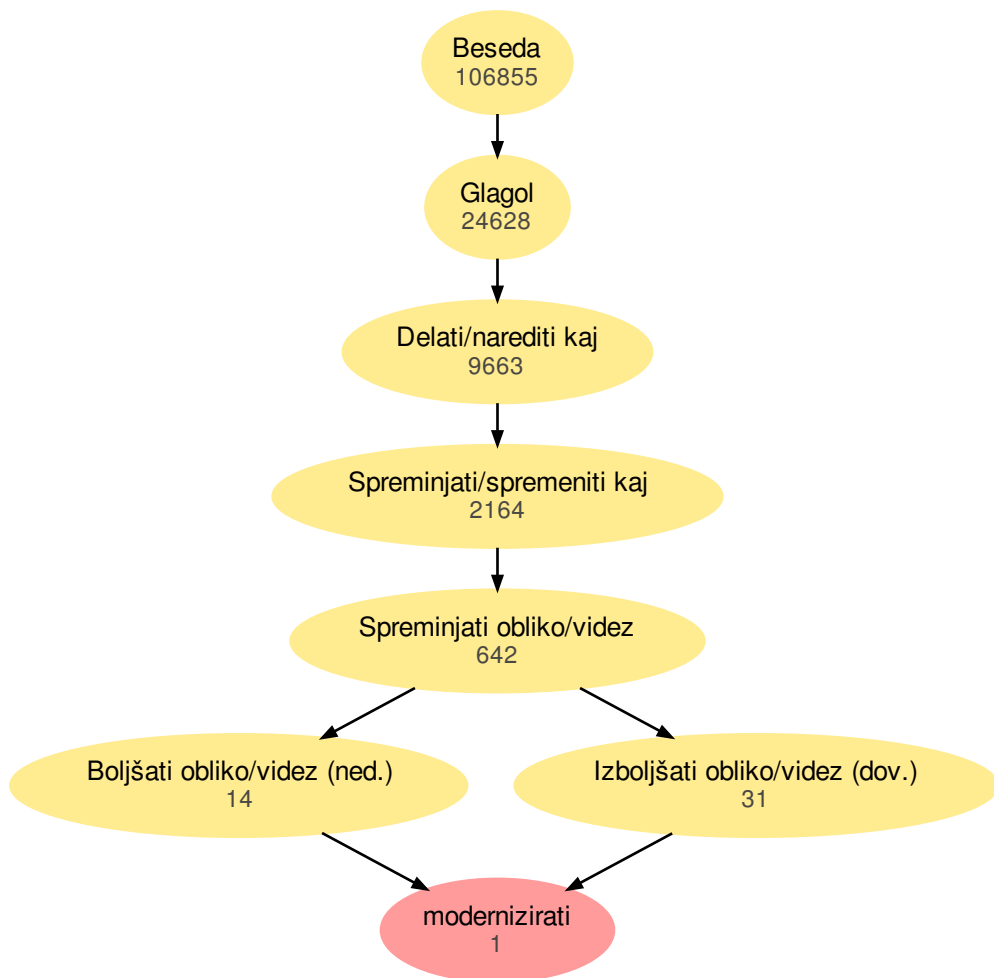 Beseda
106855
Glagol
24628
Delati/narediti kaj
9663
Spreminjati/spremeniti kaj
2164
Spreminjati obliko/videz
642
Boljšati obliko/videz (ned.)
14
Izboljšati obliko/videz (dov.)
31
modernizirati
1